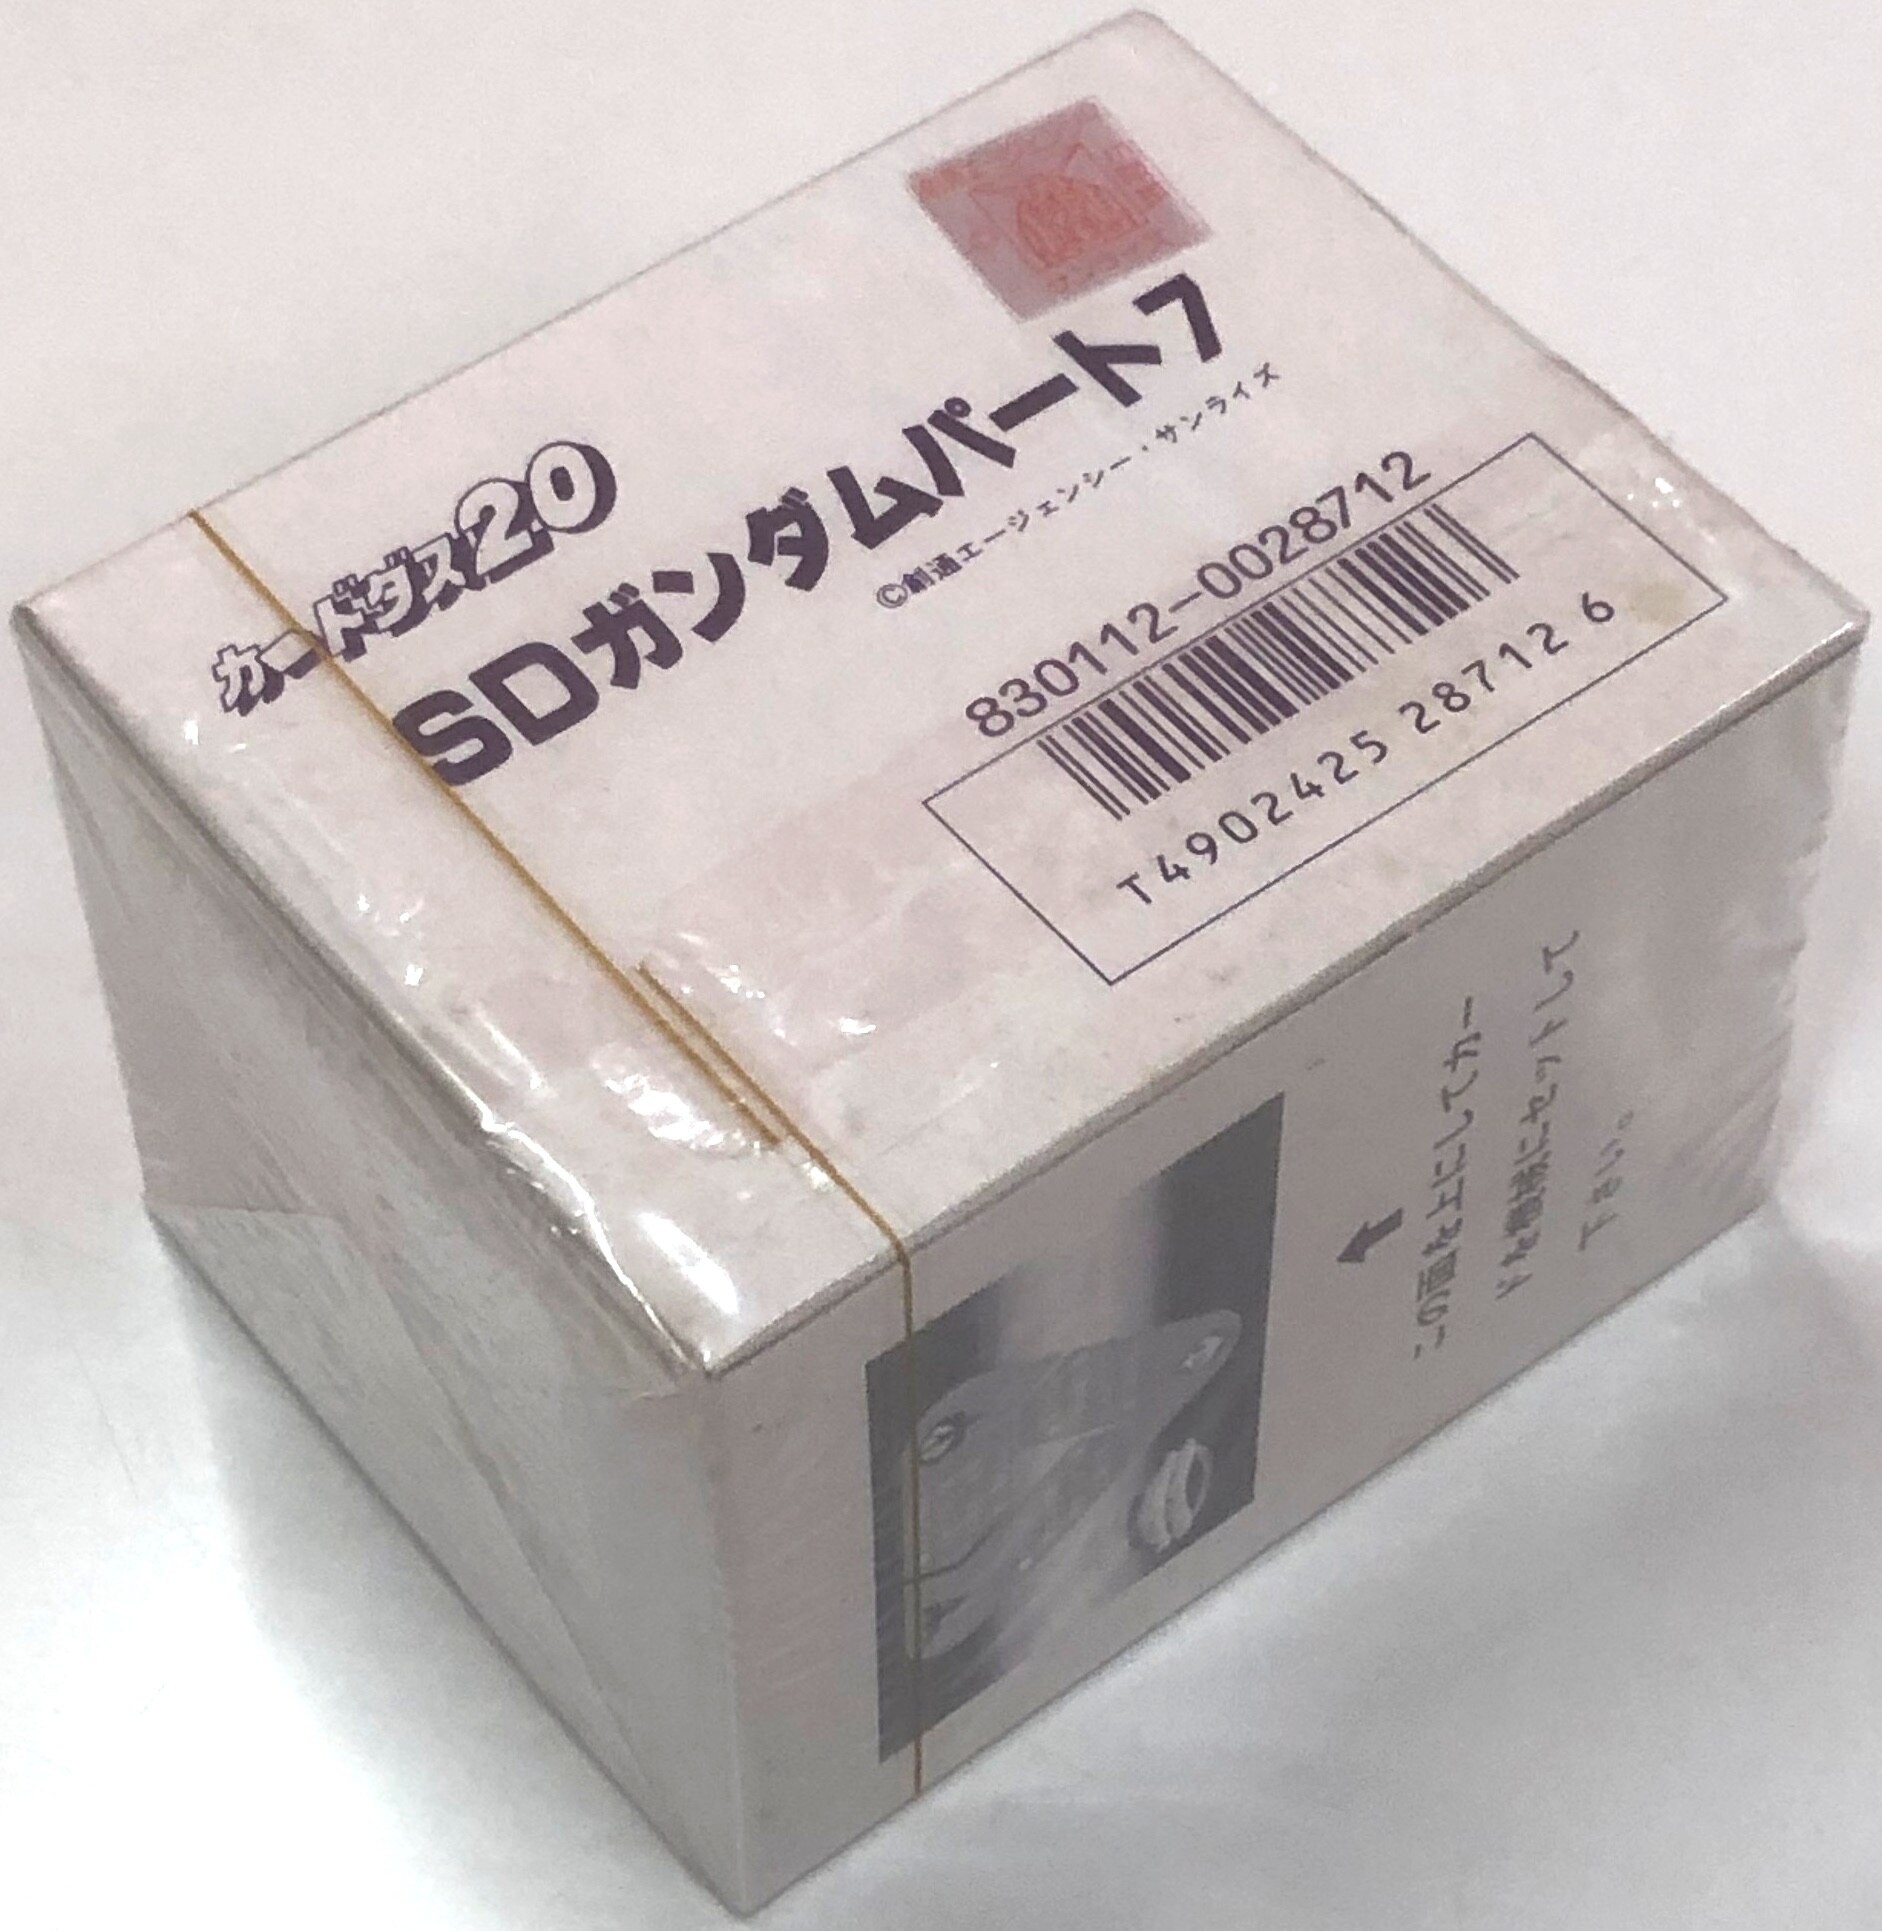 カードダス20
SDガンダムパート7
©創通エージェンシー・サンライズ
830112-0028712
T4902425 28712 6
この面を上にしてカー
ドを機械にセットして
下さい。